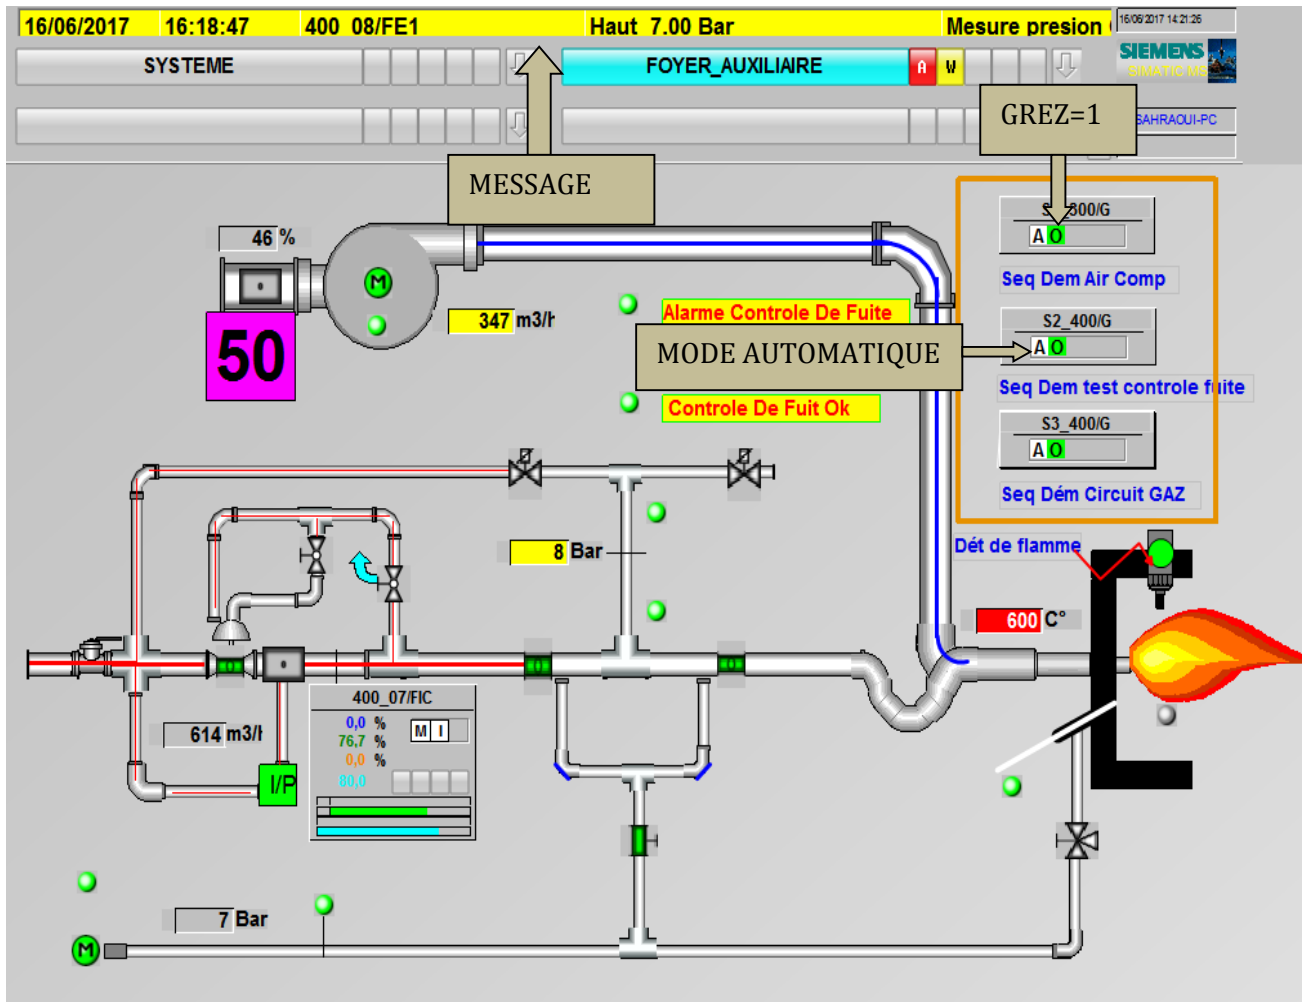 16/06/2017 16:18:47 400_08/FE1 Haut 7.00 Bar Mesure presion
16/06/2017 14:21:26
SYSTEME
FOYER_AUXILIAIRE A W
SIEMENS
SIMATIC
SAHRAOUI-PC
GREZ=1
MESSAGE
300/G
A O
Seq Dem Air Comp
46 %
M
347 m3/h
50
Alarme Controle De Fuite
MODE AUTOMATIQUE
S2_400/G
A O
Seq Dem test controle fuite
Controle De Fuit Ok
S3_400/G
A O
Seq Dém Circuit GAZ
8 Bar
Dét de flamme
600 C°
400_07/FIC
0,0 %
M I
76,7 %
0,0 %
80,0
614 m3/h
I/P
7 Bar
M